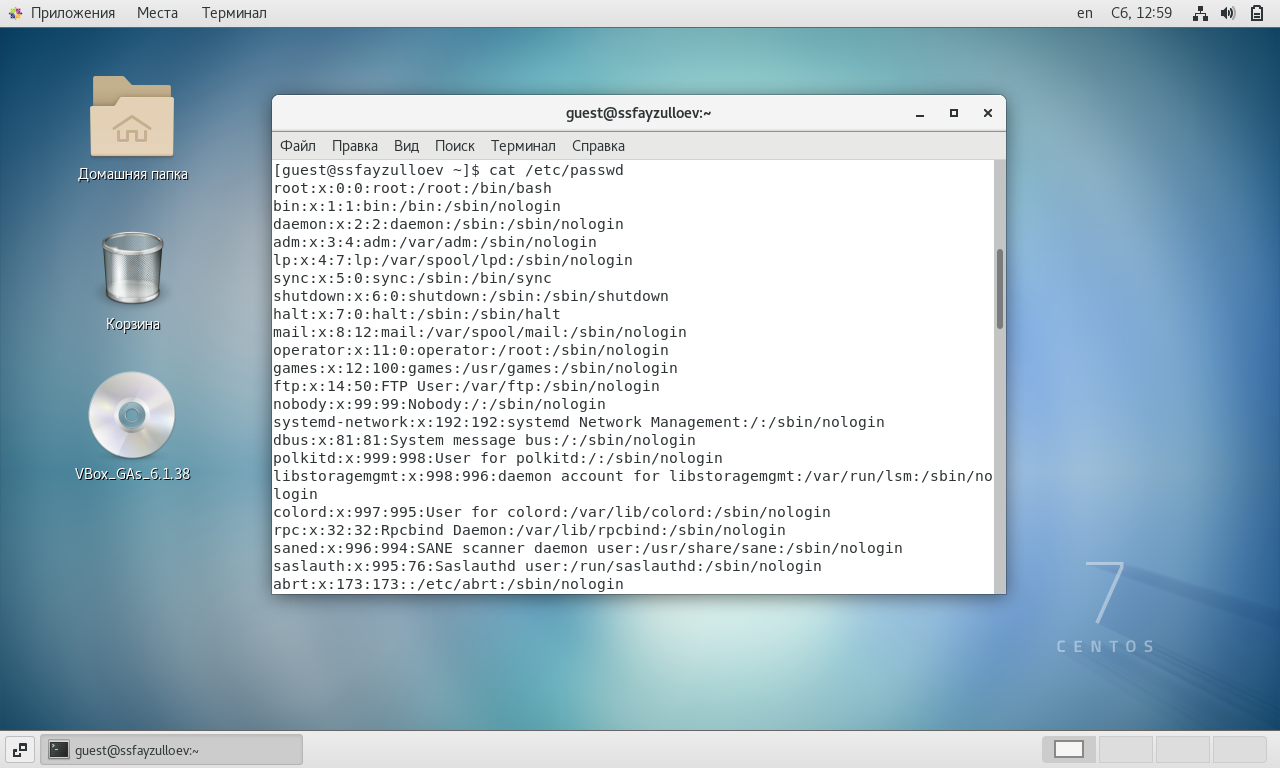 Приложения Места Терминал en Сб, 12:59
Домашняя папка
Корзина
VBox_GAs_6.1.38
guest@ssfayzulloev:~
Файл Правка Вид Поиск Терминал Справка
[guest@ssfayzulloev ~]$ cat /etc/passwd
root:x:0:0:root:/root:/bin/bash
bin:x:1:1:bin:/bin:/sbin/nologin
daemon:x:2:2:daemon:/sbin:/sbin/nologin
adm:x:3:4:adm:/var/adm:/sbin/nologin
lp:x:4:7:lp:/var/spool/lpd:/sbin/nologin
sync:x:5:0:sync:/sbin:/bin/sync
shutdown:x:6:0:shutdown:/sbin:/sbin/shutdown
halt:x:7:0:halt:/sbin:/sbin/halt
mail:x:8:12:mail:/var/spool/mail:/sbin/nologin
operator:x:11:0:operator:/root:/sbin/nologin
games:x:12:100:games:/usr/games:/sbin/nologin
ftp:x:14:50:FTP User:/var/ftp:/sbin/nologin
nobody:x:99:99:Nobody:/:/sbin/nologin
systemd-network:x:192:192:systemd Network Management:/:/sbin/nologin
dbus:x:81:81:System message bus:/:/sbin/nologin
polkitd:x:999:998:User for polkitd:/:/sbin/nologin
libstoragemgmt:x:998:996:daemon account for libstoragemgmt:/var/run/lsm:/sbin/no
login
colord:x:997:995:User for colord:/var/lib/colord:/sbin/nologin
rpc:x:32:32:Rpcbind Daemon:/var/lib/rpcbind:/sbin/nologin
saned:x:996:994:SANE scanner daemon user:/usr/share/sane:/sbin/nologin
saslauth:x:995:76:Saslauthd user:/run/saslauthd:/sbin/nologin
abrt:x:173:173::/etc/abrt:/sbin/nologin
7
CENTOS
guest@ssfayzulloev:~